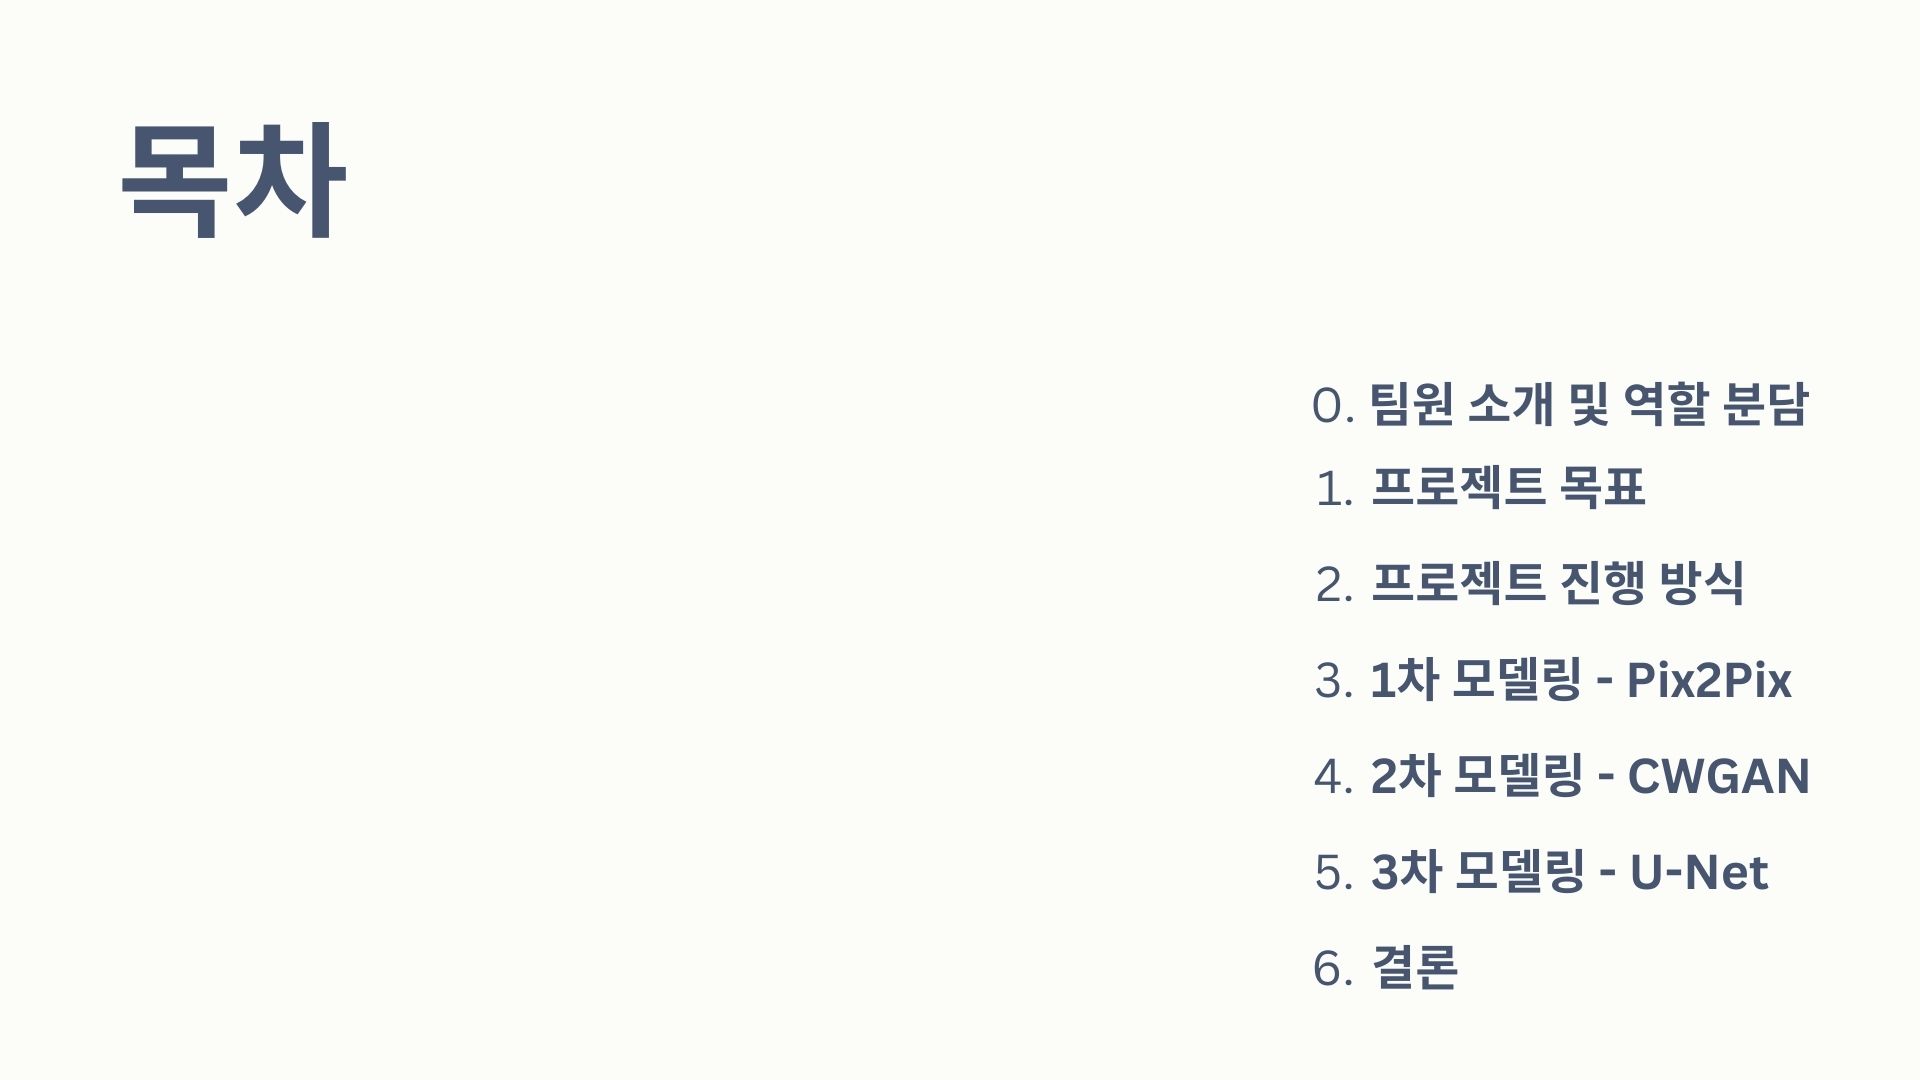 목차
0. 팀원 소개 및 역할 분담
1. 프로젝트 목표
2. 프로젝트 진행 방식
3. 1차 모델링 - Pix2Pix
4. 2차 모델링 - CWGAN
5. 3차 모델링 - U-Net
6. 결론